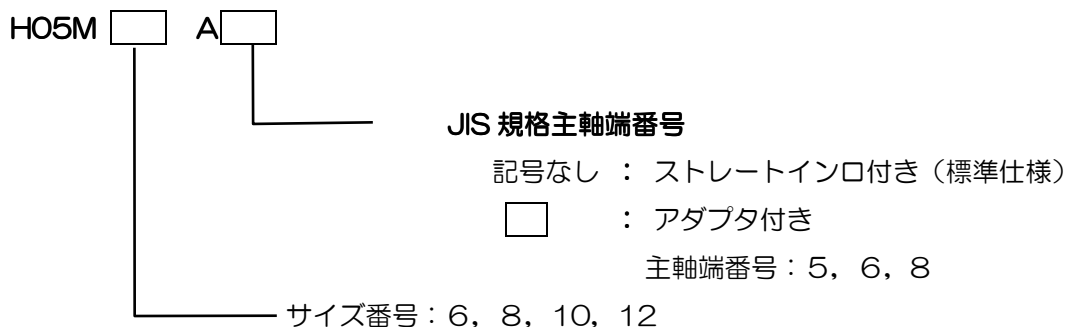 H05M □ A□
JIS 規格主軸端番号
記号なし : ストレートインロ付き(標準仕様)
□ : アダプタ付き
主軸端番号:5, 6, 8
サイズ番号:6, 8, 10, 12